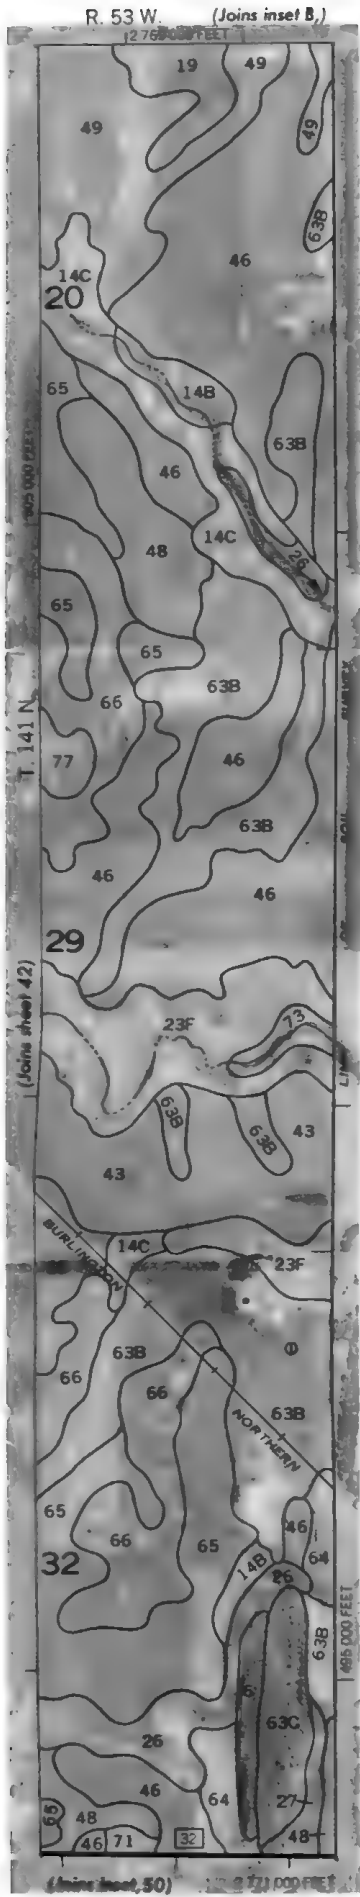 R. 53 W. (Joins inset B,)
19 49
49
49
63B
46
14C
20
65
14B
63B
46
14C
48
26
65
65
66
63B
T. 141 N.
77
46
63B
46
46
29
(Joins sheet 42)
23F
73
63B
63B
43
43
14C
BURLINGTON
23F
63B
66
66
NORTHERN
63B
65
46
66
65
64
32
14B
26
63B
495 000 FEET
63C
26
46
64
27
65
48
46 71 32
48
(Joins inset, 50)